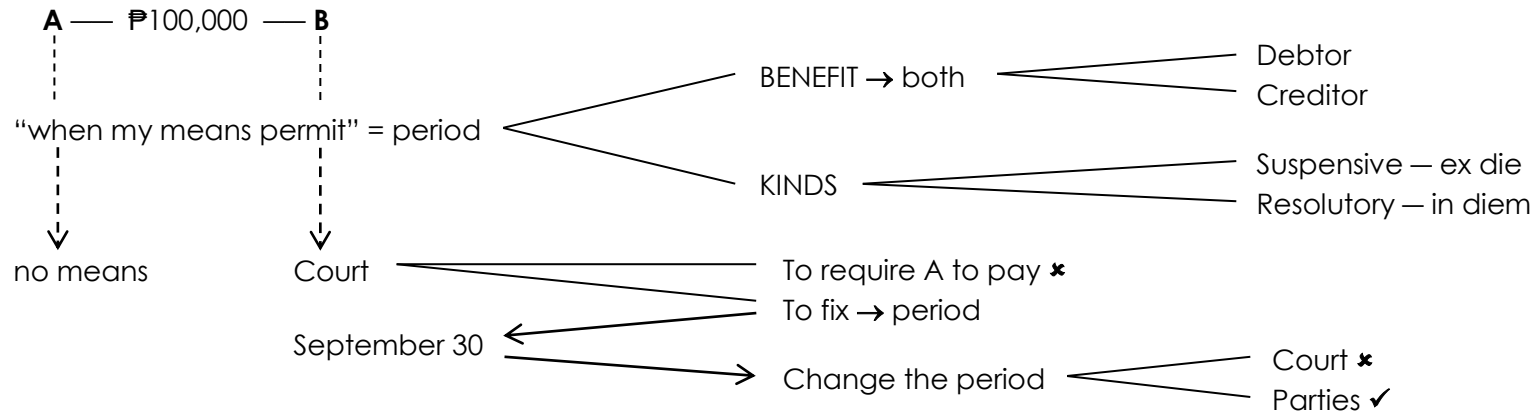 A — ₱100,000 — B
Debtor
BENEFIT → both
Creditor
“when my means permit” = period
Suspensive — ex die
KINDS
Resolutory — in diem
no means
Court
To require A to pay ✘
To fix → period
September 30
Change the period
Court ✘
Parties ✓